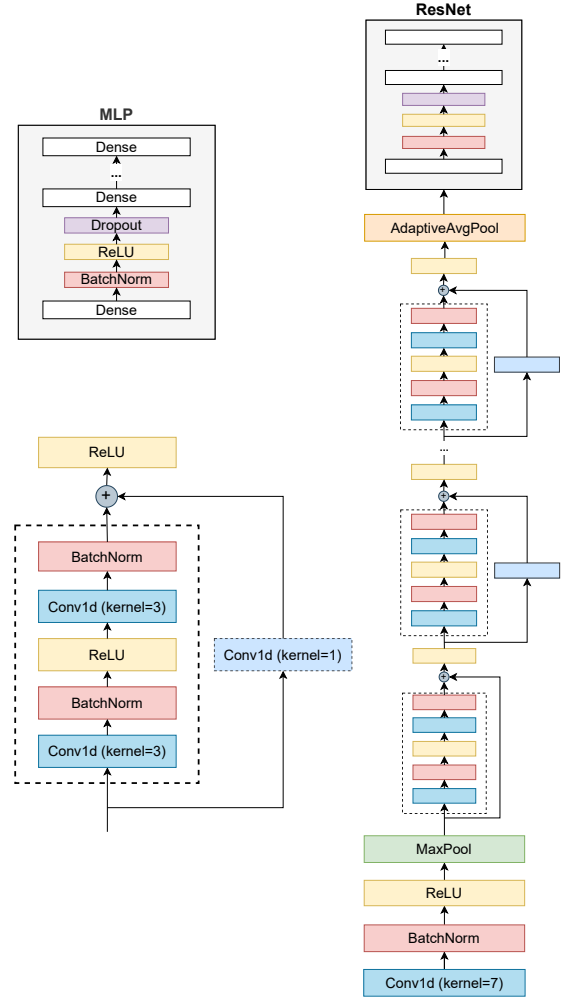 MLP
Dense
...
Dense
Dropout
ReLU
BatchNorm
Dense
ReLU
+
BatchNorm
Conv1d (kernel=3)
ReLU
Conv1d (kernel=1)
BatchNorm
Conv1d (kernel=3)
ResNet
...
AdaptiveAvgPool
+
...
+
+
MaxPool
ReLU
BatchNorm
Conv1d (kernel=7)